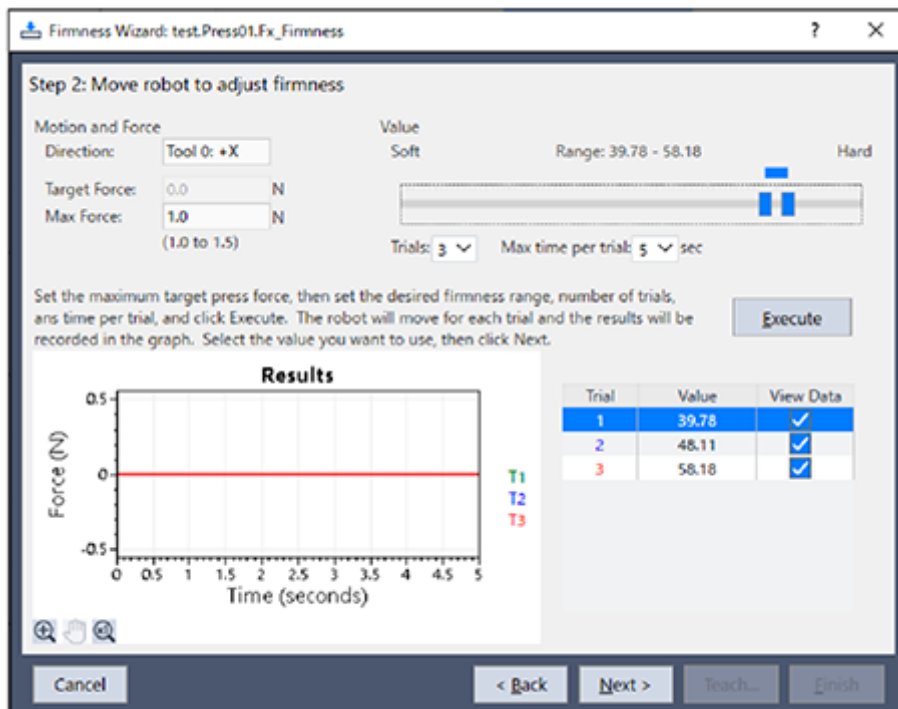 Firmness Wizard: test.Press01.Fx_Firmness ?
Step 2: Move robot to adjust firmness
Motion and Force
Direction: Tool 0: +X
Target Force: 0.0 N
Max Force: 1.0 N
(1.0 to 1.5)
Value
Soft Range: 39.78 - 58.18 Hard
Trials: 3 Max time per trial: 5 sec
Set the maximum target press force, then set the desired firmness range, number of trials,
ans time per trial, and click Execute. The robot will move for each trial and the results will be
recorded in the graph. Select the value you want to use, then click Next.
Execute
Results
Force (N)
0.5
0
-0.5
0 0.5 1 1.5 2 2.5 3 3.5 4 4.5 5
Time (seconds)
T1
T2
T3
Trial Value View Data
1 39.78
2 48.11
3 58.18
Cancel < Back Next > Teach... Finish